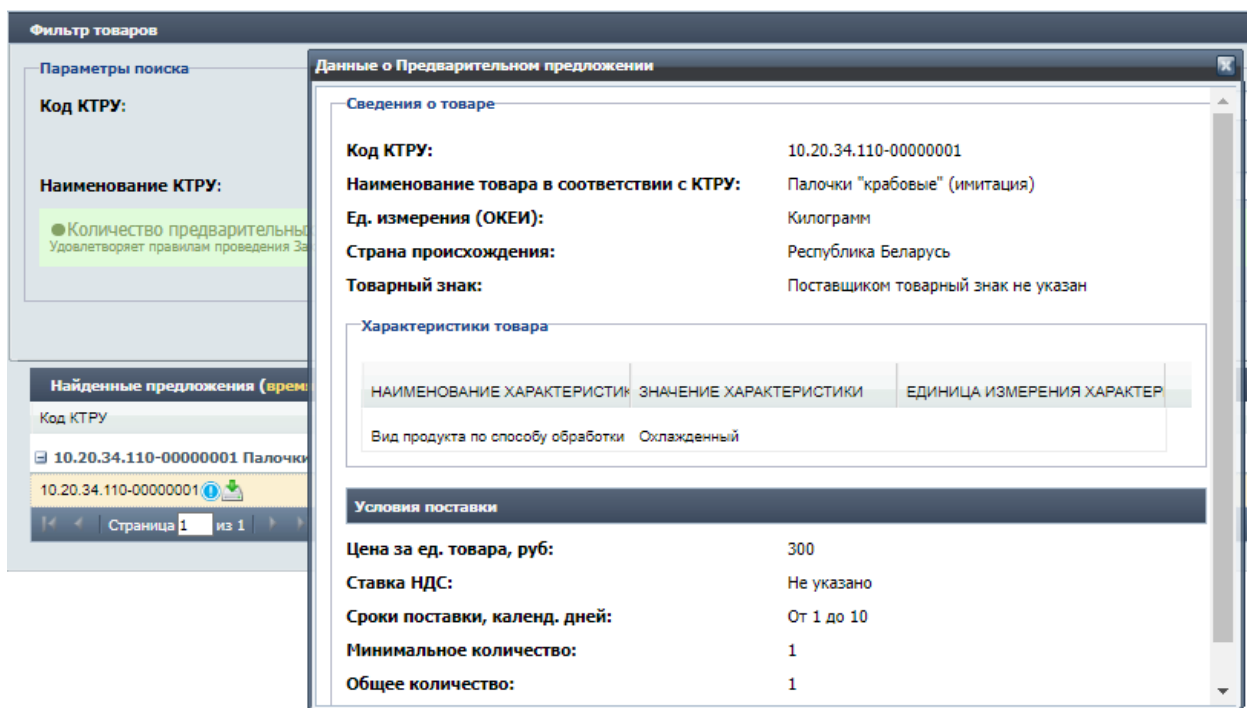 Фильтр товаров
Параметры поиска
Код КТРУ:
Наименование КТРУ:
Количество предварительны
Удовлетворяет правилам проведения За
Найденные предложения (врем
Код КТРУ
10.20.34.110-00000001 Палочки
10.20.34.110-00000001
Страница 1 из 1
Данные о Предварительном предложении
Сведения о товаре
Код КТРУ: 10.20.34.110-00000001
Наименование товара в соответствии с КТРУ: Палочки "крабовые" (имитация)
Ед. измерения (ОКЕИ): Килограмм
Страна происхождения: Республика Беларусь
Товарный знак: Поставщиком товарный знак не указан
Характеристики товара
НАИМЕНОВАНИЕ ХАРАКТЕРИСТИК ЗНАЧЕНИЕ ХАРАКТЕРИСТИКИ ЕДИНИЦА ИЗМЕРЕНИЯ ХАРАКТЕР
Вид продукта по способу обработки Охлажденный
Условия поставки
Цена за ед. товара, руб: 300
Ставка НДС: Не указано
Сроки поставки, календ. дней: От 1 до 10
Минимальное количество: 1
Общее количество: 1